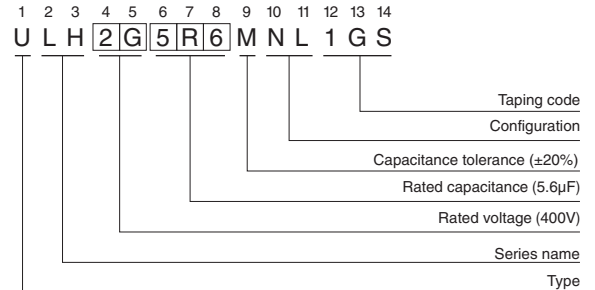 1 2 3 4 5 6 7 8 9 10 11 12 13 14
U L H 2 G 5 R 6 M N L 1 G S
Taping code
Configuration
Capacitance tolerance (±20%)
Rated capacitance (5.6µF)
Rated voltage (400V)
Series name
Type